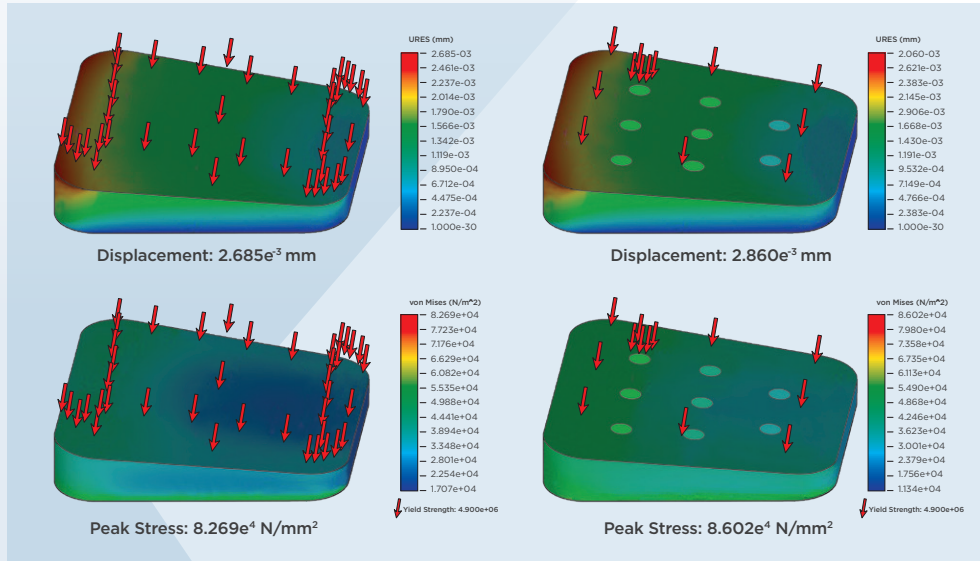 URES (mm)
2.685-03
2.461e-03
2.237e-03
2.014e-03
1.790e-03
1.566e-03
1.342e-03
1.119e-03
8.950e-04
6.712e-04
4.475e-04
2.237e-04
1.000e-30
Displacement: 2.685e⁻³ mm
URES (mm)
2.060-03
2.621e-03
2.383e-03
2.145e-03
2.906e-03
1.668e-03
1.430e-03
1.191e-03
9.532e-04
7.149e-04
4.766e-04
2.383e-04
1.000e-30
Displacement: 2.860e⁻³ mm
von Mises (N/m^2)
8.269e+04
7.723e+04
7.176e+04
6.629e+04
6.082e+04
5.535e+04
4.988e+04
4.441e+04
3.894e+04
3.348e+04
2.801e+04
2.254e+04
1.707e+04
Yield Strength: 4.900e+06
Peak Stress: 8.269e⁴ N/mm²
von Mises (N/m^2)
8.602e+04
7.980e+04
7.358e+04
6.735e+04
6.113e+04
5.490e+04
4.868e+04
4.246e+04
3.623e+04
3.001e+04
2.379e+04
1.756e+04
1.134e+04
Yield Strength: 4.900e+06
Peak Stress: 8.602e⁴ N/mm²